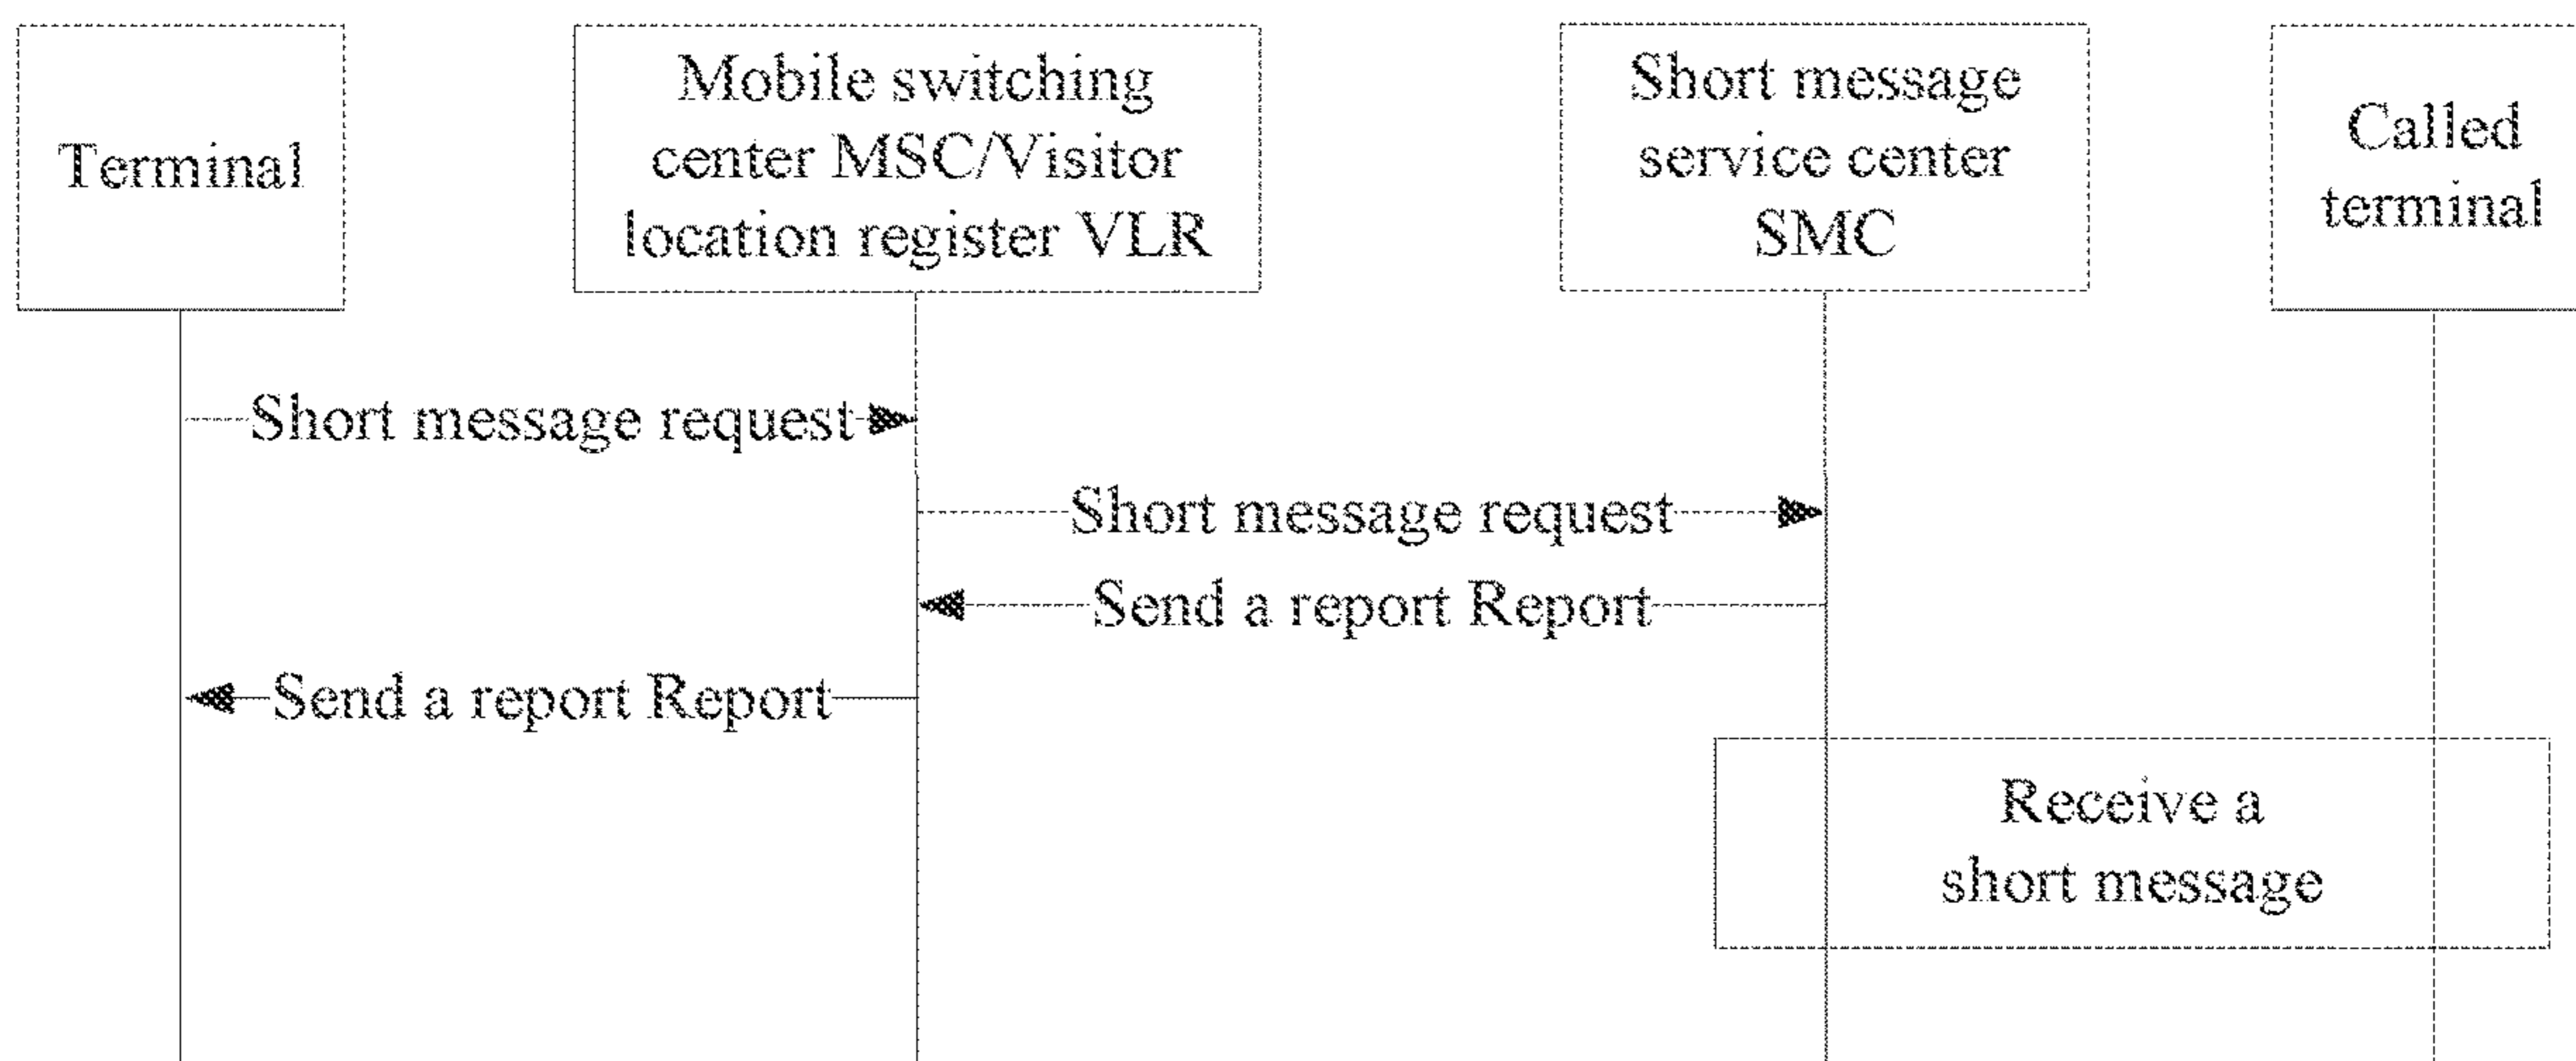 Terminal
Mobile switching
center MSC/Visitor
location register VLR
Short message
service center
SMC
Called
terminal
Short message request
Short message request
Send a report Report
Send a report Report
Receive a
short message